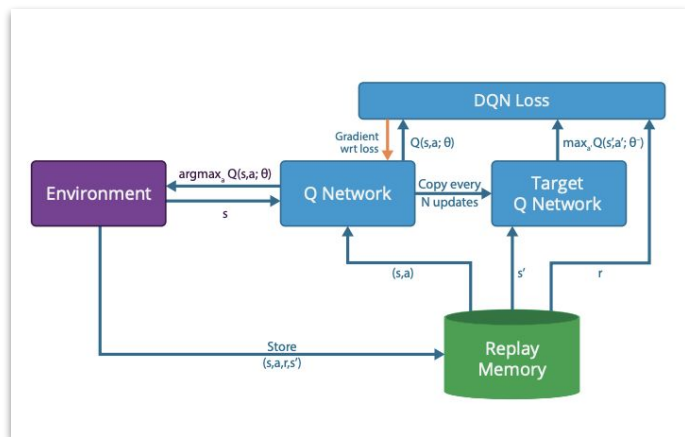 DQN Loss
Gradient
wrt loss
Q(s,a; θ)
maxₐ' Q(s',a'; θ⁻)
argmaxₐ Q(s,a; θ)
Environment
s
Q Network
Copy every
N updates
Target
Q Network
(s,a)
s'
r
Store
(s,a,r,s')
Replay
Memory